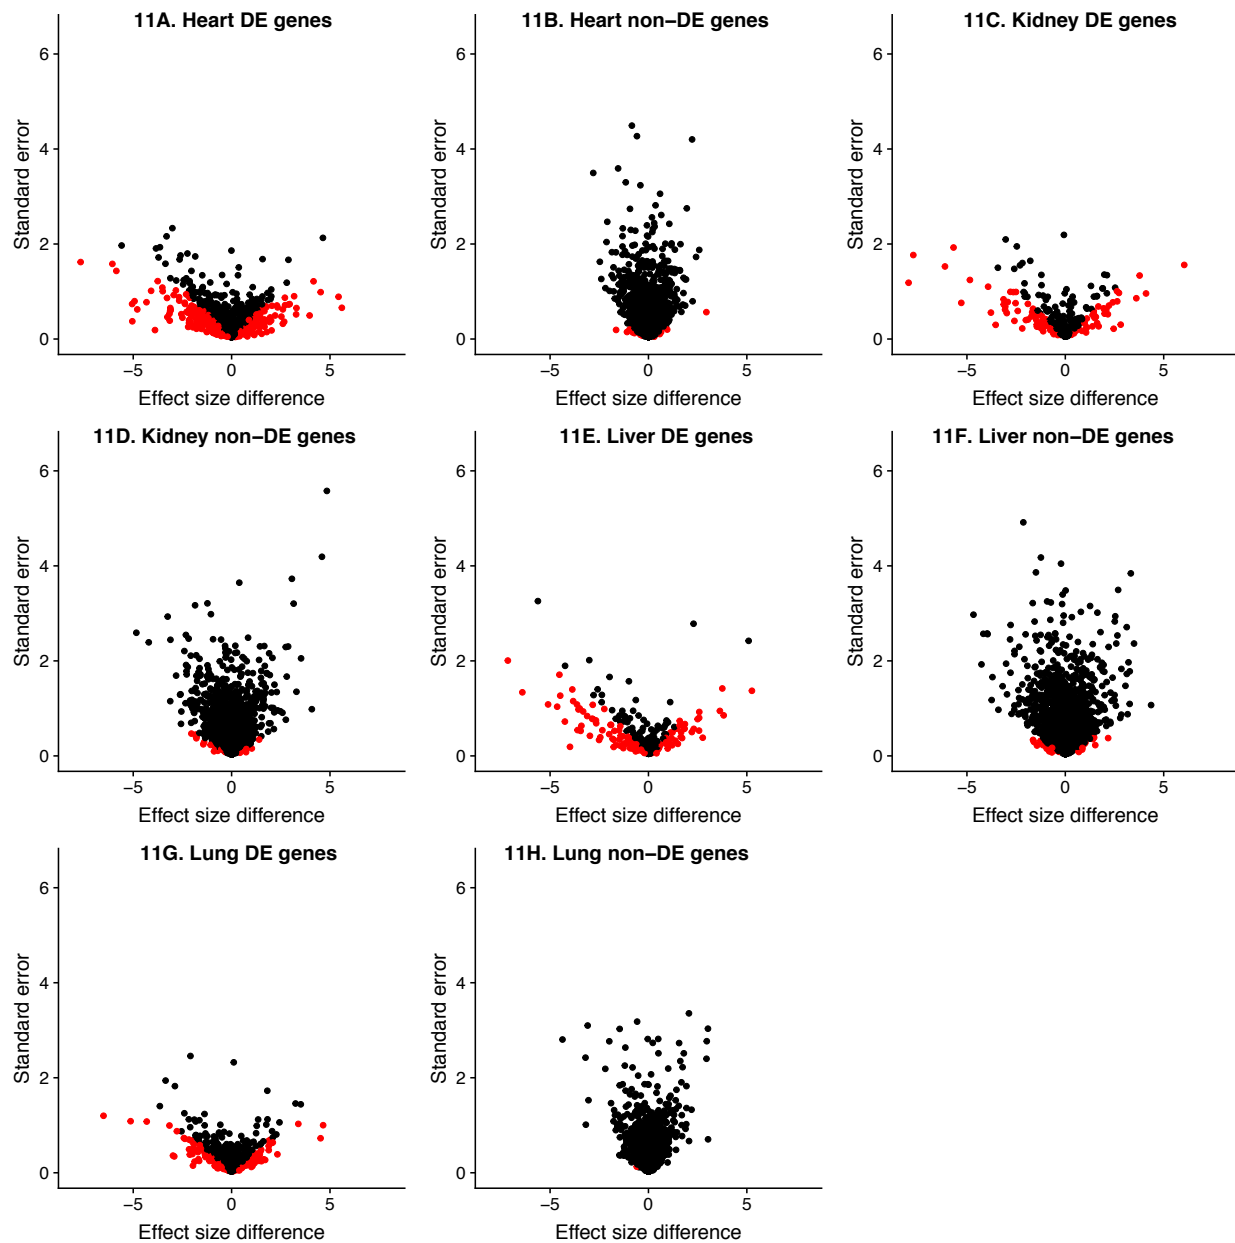 11A. Heart DE genes
6
4
2
0
Standard error
−5
0
5
Effect size difference
11B. Heart non−DE genes
6
4
2
0
Standard error
−5
0
5
Effect size difference
11C. Kidney DE genes
6
4
2
0
Standard error
−5
0
5
Effect size difference
11D. Kidney non−DE genes
6
4
2
0
Standard error
−5
0
5
Effect size difference
11E. Liver DE genes
6
4
2
0
Standard error
−5
0
5
Effect size difference
11F. Liver non−DE genes
6
4
2
0
Standard error
−5
0
5
Effect size difference
11G. Lung DE genes
6
4
2
0
Standard error
−5
0
5
Effect size difference
11H. Lung non−DE genes
6
4
2
0
Standard error
−5
0
5
Effect size difference